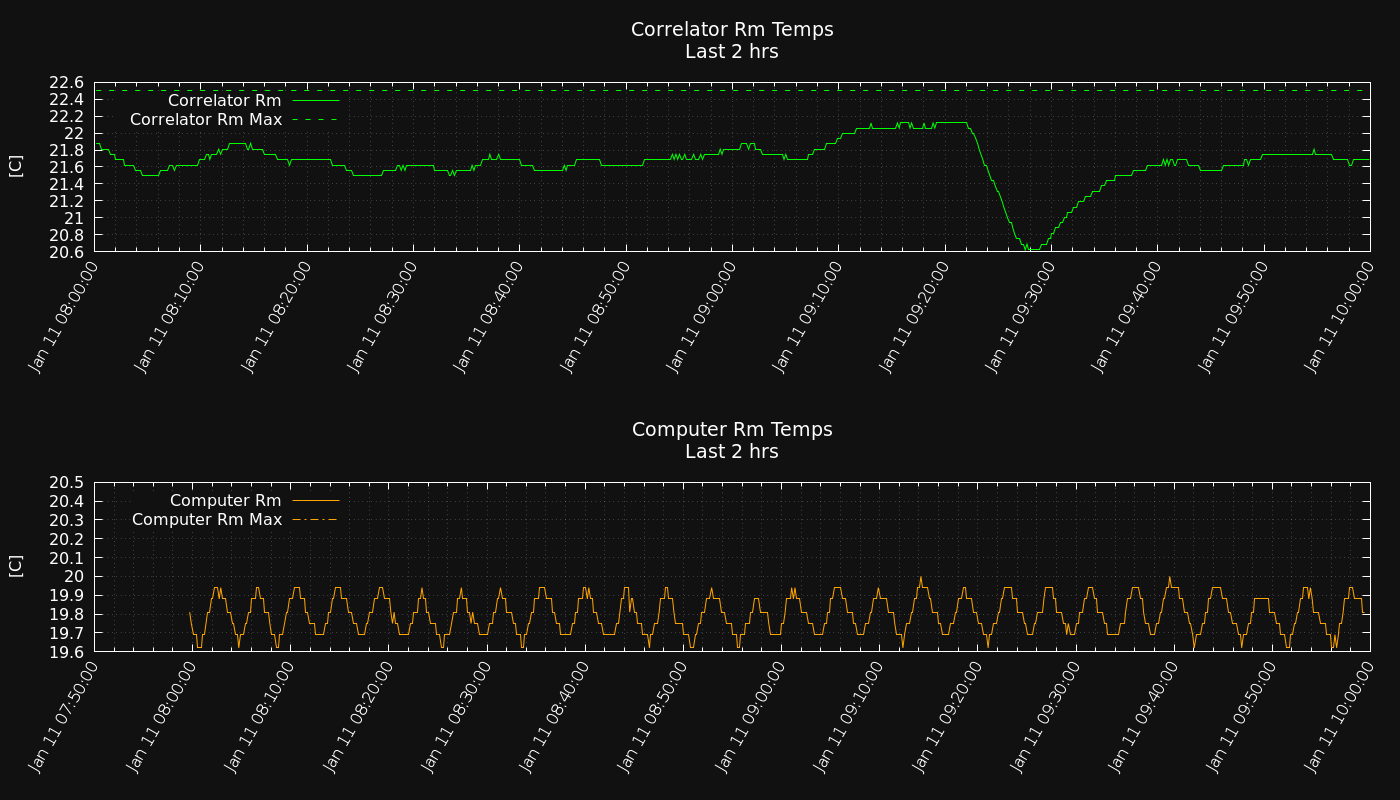 Correlator Rm Temps
Last 2 hrs
22.6
22.4
22.2
22
21.8
21.6
21.4
21.2
21
20.8
20.6
[C]
Correlator Rm
Correlator Rm Max
Jan 11 08:00:00
Jan 11 08:10:00
Jan 11 08:20:00
Jan 11 08:30:00
Jan 11 08:40:00
Jan 11 08:50:00
Jan 11 09:00:00
Jan 11 09:10:00
Jan 11 09:20:00
Jan 11 09:30:00
Jan 11 09:40:00
Jan 11 09:50:00
Jan 11 10:00:00
Computer Rm Temps
Last 2 hrs
20.5
20.4
20.3
20.2
20.1
20
19.9
19.8
19.7
19.6
[C]
Computer Rm
Computer Rm Max
Jan 11 07:50:00
Jan 11 08:00:00
Jan 11 08:10:00
Jan 11 08:20:00
Jan 11 08:30:00
Jan 11 08:40:00
Jan 11 08:50:00
Jan 11 09:00:00
Jan 11 09:10:00
Jan 11 09:20:00
Jan 11 09:30:00
Jan 11 09:40:00
Jan 11 09:50:00
Jan 11 10:00:00